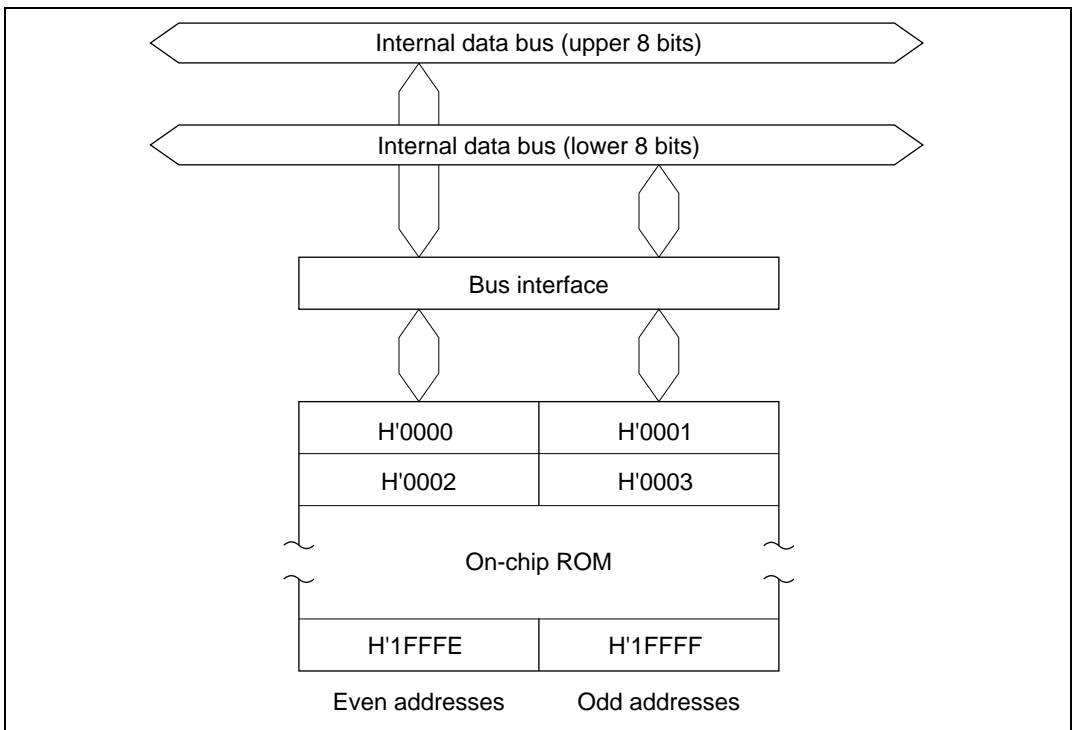 Internal data bus (upper 8 bits)
Internal data bus (lower 8 bits)
Bus interface
H'0000 H'0001
H'0002 H'0003
On-chip ROM
H'1FFFE H'1FFFF
Even addresses Odd addresses